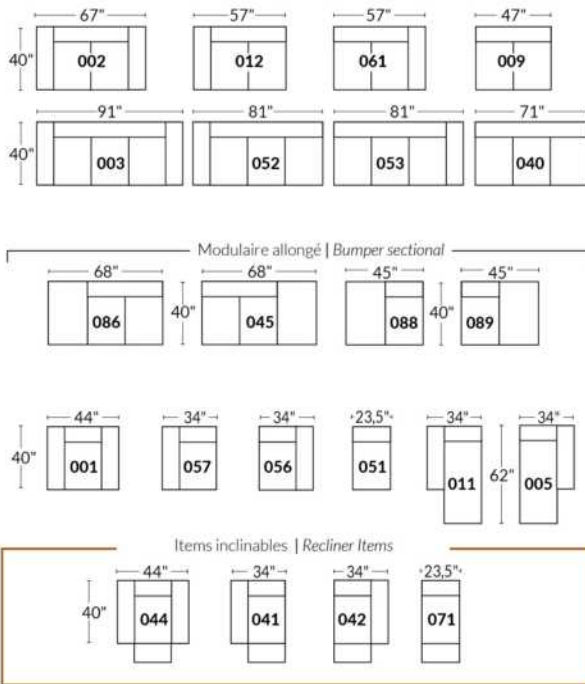 67" 57" 57" 47"
40" 002 012 061 009
91" 81" 81" 71"
40" 003 052 053 040
Modulaire allongé | Bumper sectional
68" 68" 45" 45"
086 40" 045 088 40" 089
44" 34" 34" 23,5" 34" 34"
40" 001 057 056 051 011 62" 005
Items inclinables | Recliner Items
44" 34" 34" 23,5"
40" 044 041 042 071